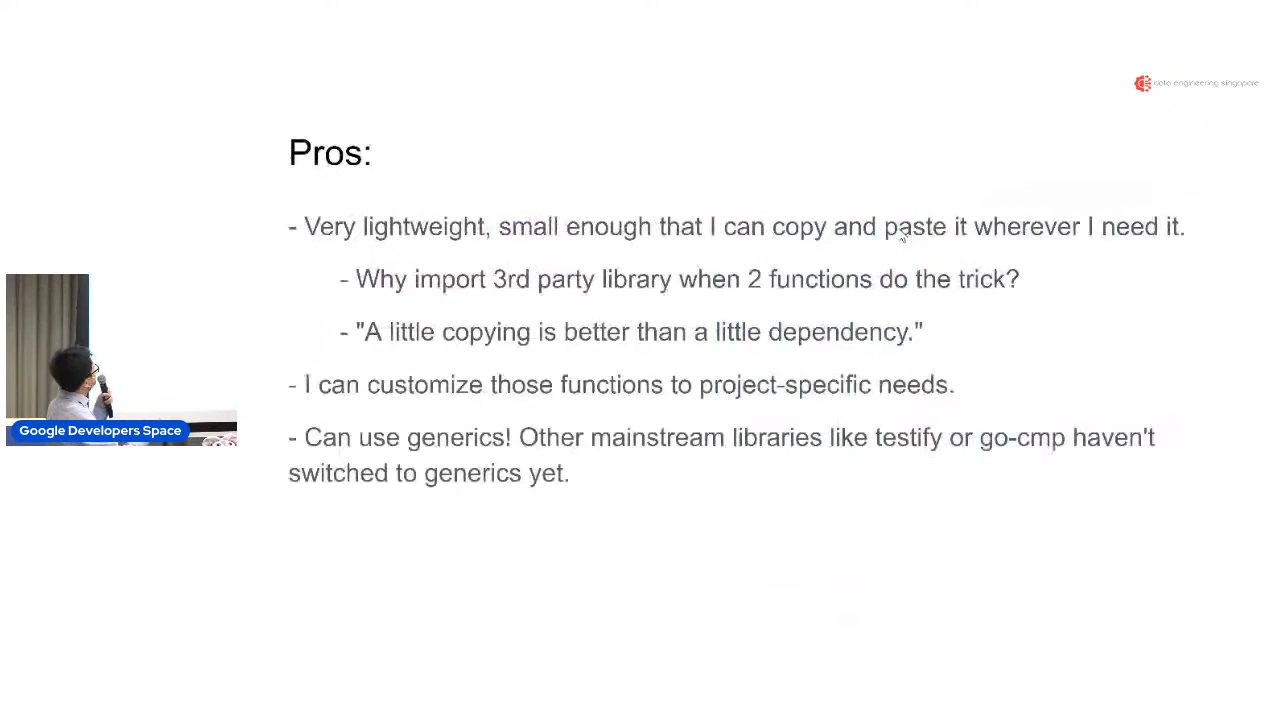 data engineering singapore
Pros:
- Very lightweight, small enough that I can copy and paste it wherever I need it.
- Why import 3rd party library when 2 functions do the trick?
- "A little copying is better than a little dependency."
- I can customize those functions to project-specific needs.
- Can use generics! Other mainstream libraries like testify or go-cmp haven't
switched to generics yet.
Google Developers Space